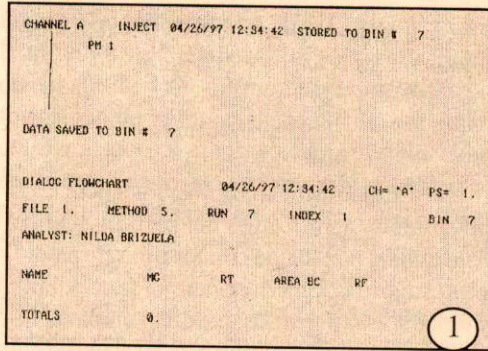 CHANNEL A INJECT 04/26/97 12:34:42 STORED TO BIN # 7
PM 1
DATA SAVED TO BIN # 7
DIALOG FLOWCHART 04/26/97 12:34:42 CH= "A" PS= 1.
FILE 1. METHOD 5. RUN 7 INDEX 1 BIN 7
ANALYST: NILDA BRIZUELA
NAME MG RT AREA BC RF
TOTALS 0.
1